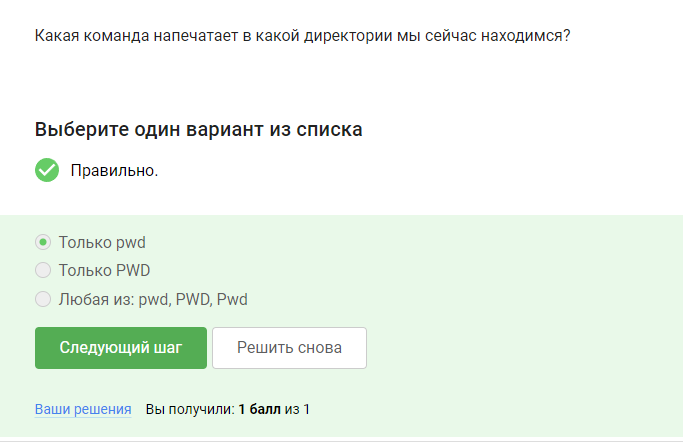 Какая команда напечатает в какой директории мы сейчас находимся?
Выберите один вариант из списка
Правильно.
Только pwd
Только PWD
Любая из: pwd, PWD, Pwd
Следующий шаг Решить снова
Ваши решения Вы получили: 1 балл из 1